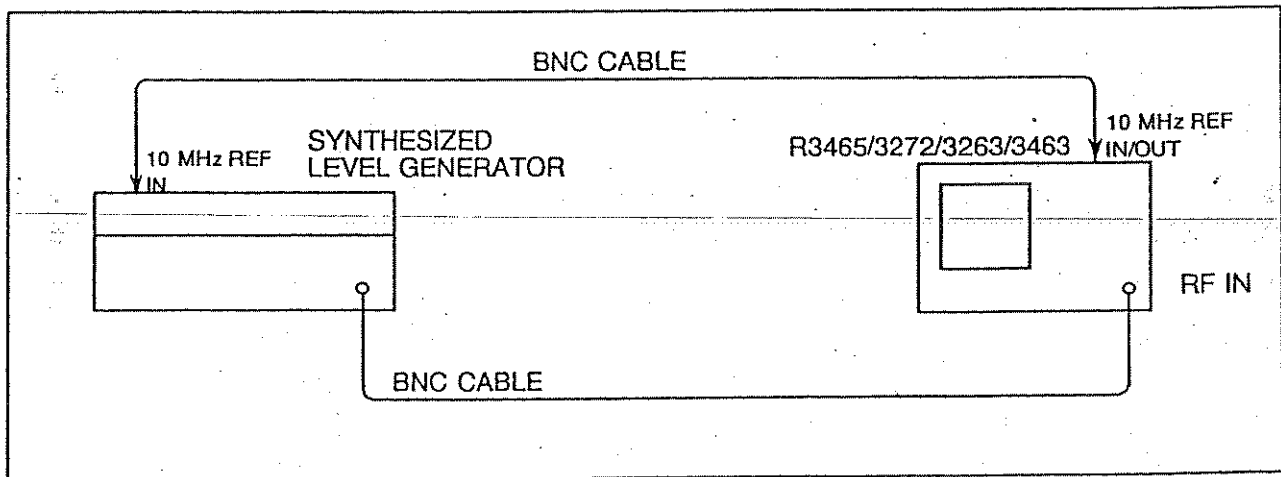 BNC CABLE
10 MHz REF
IN
SYNTHESIZED
LEVEL GENERATOR
R3465/3272/3263/3463
10 MHz REF
IN/OUT
RF IN
BNC CABLE